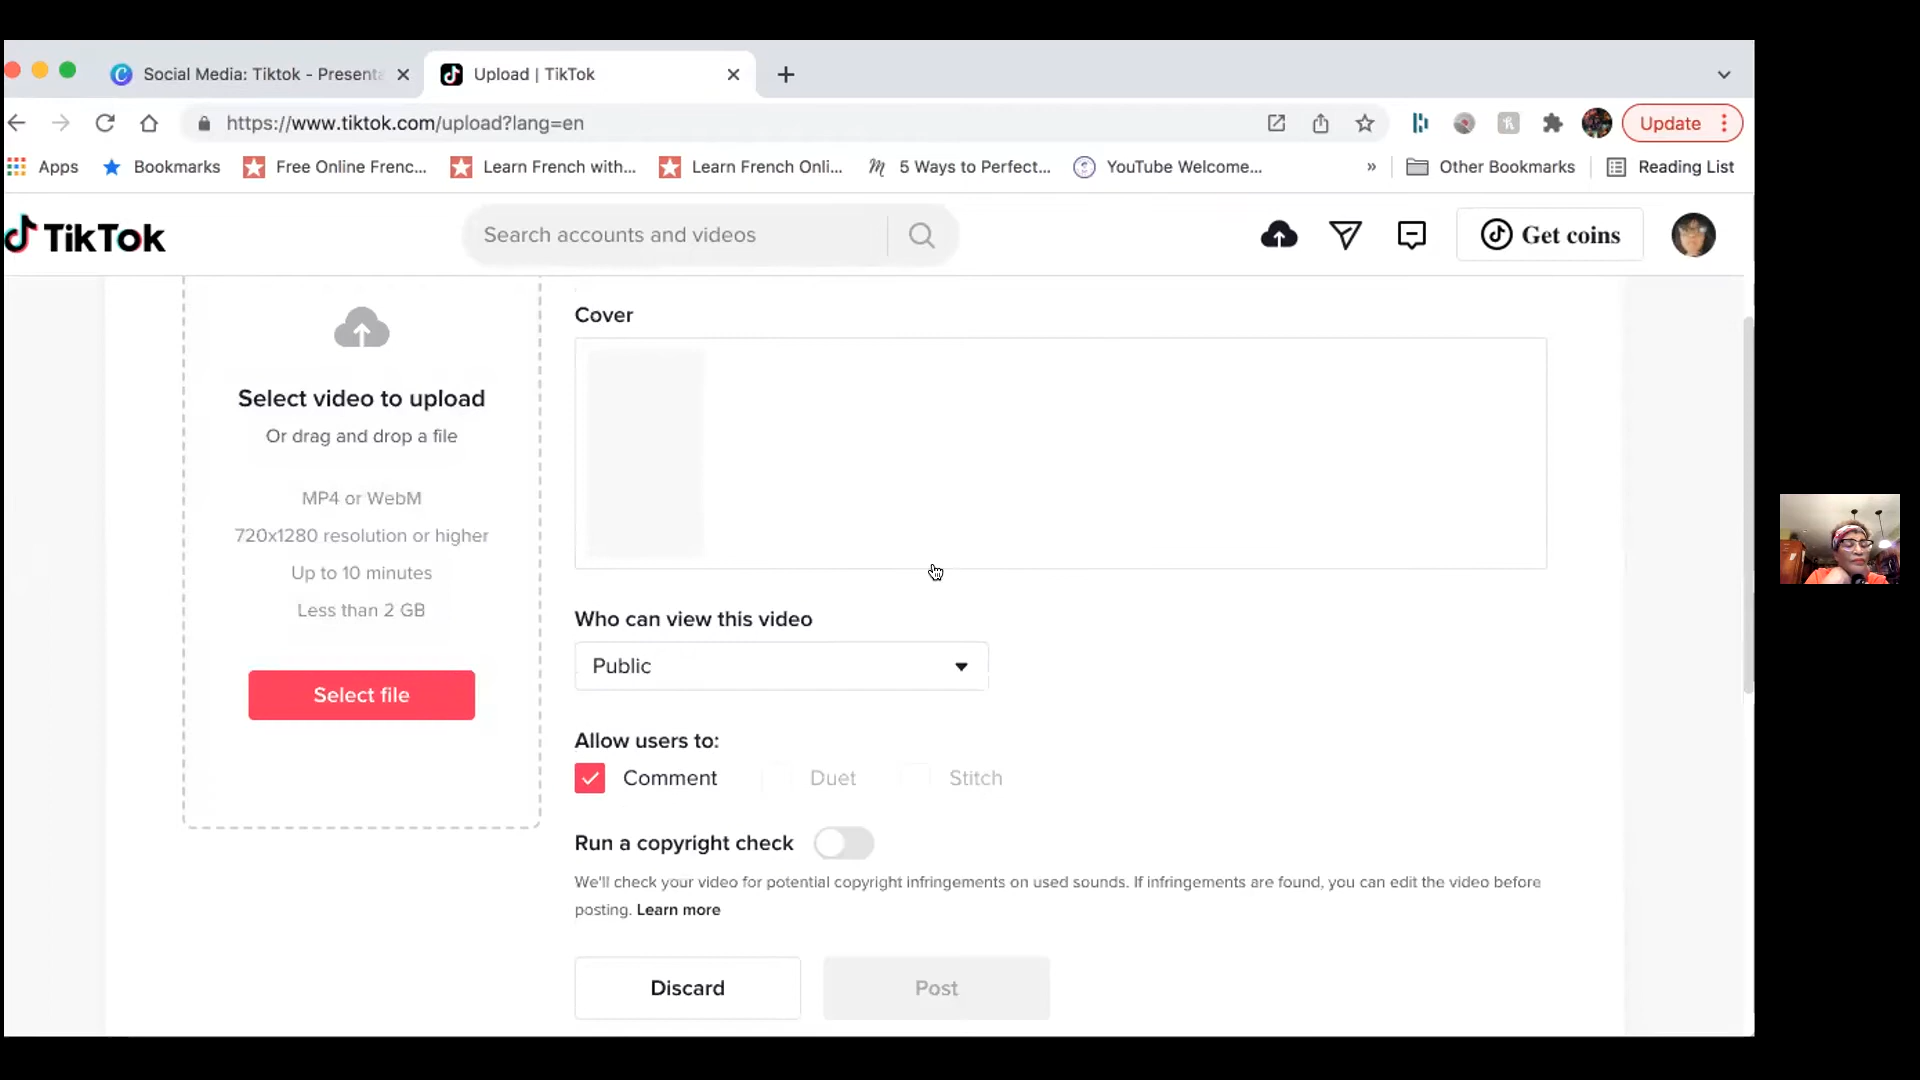 Social Media: Tiktok - Presenta
Upload | TikTok
https://www.tiktok.com/upload?lang=en
Update
Apps
Bookmarks
Free Online Frenc...
Learn French with...
Learn French Onli...
5 Ways to Perfect...
YouTube Welcome...
»
Other Bookmarks
Reading List
TikTok
Search accounts and videos
Get coins
Cover
Select video to upload
Or drag and drop a file
MP4 or WebM
720x1280 resolution or higher
Up to 10 minutes
Less than 2 GB
Select file
Who can view this video
Public
Allow users to:
Comment
Duet
Stitch
Run a copyright check
We'll check your video for potential copyright infringements on used sounds. If infringements are found, you can edit the video before
posting. Learn more
Discard
Post